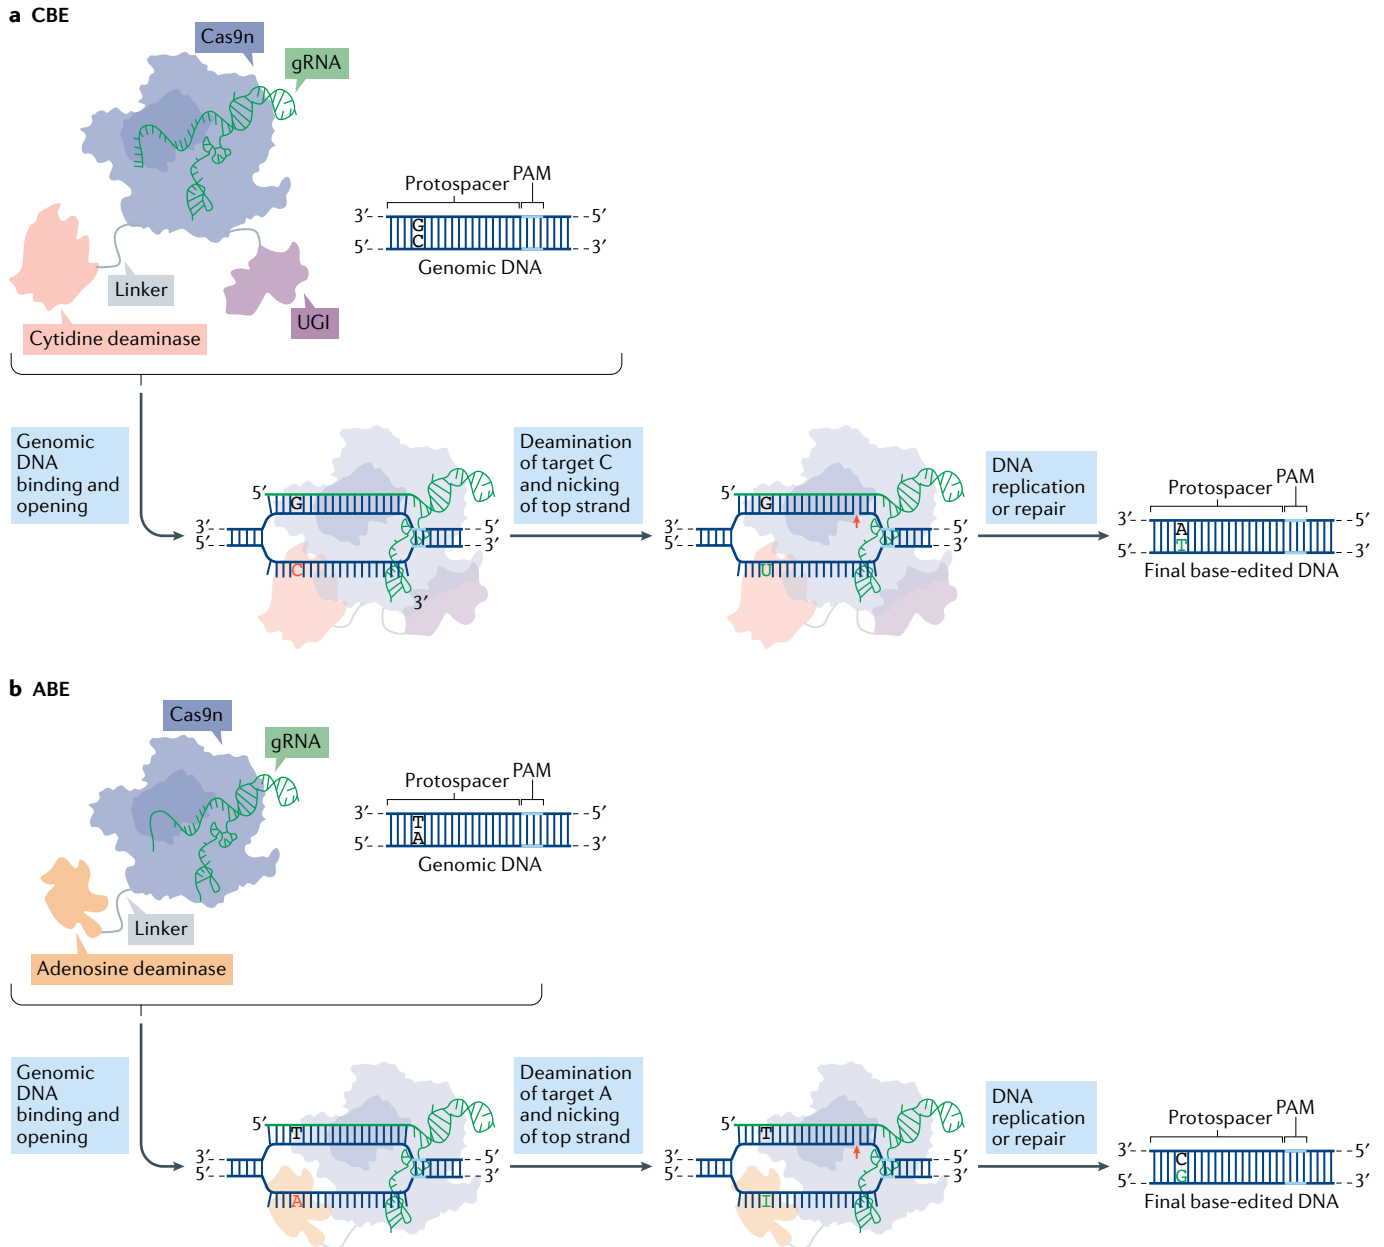 a CBE
Cas9n
gRNA
Protospacer PAM
3′ 5′
G
C
5′ 3′
Genomic DNA
Linker
UGI
Cytidine deaminase
Genomic
DNA
binding and
opening
5′
G
3′ 5′
5′ 3′
C
3′
Deamination
of target C
and nicking
of top strand
5′
G
3′ 5′
5′ 3′
U
DNA
replication
or repair
Protospacer PAM
3′ 5′
A
T
5′ 3′
Final base-edited DNA
b ABE
Cas9n
gRNA
Protospacer PAM
3′ 5′
T
A
5′ 3′
Genomic DNA
Linker
Adenosine deaminase
Genomic
DNA
binding and
opening
5′
T
3′ 5′
5′ 3′
A
Deamination
of target A
and nicking
of top strand
5′
T
3′ 5′
5′ 3′
I
DNA
replication
or repair
Protospacer PAM
3′ 5′
C
G
5′ 3′
Final base-edited DNA